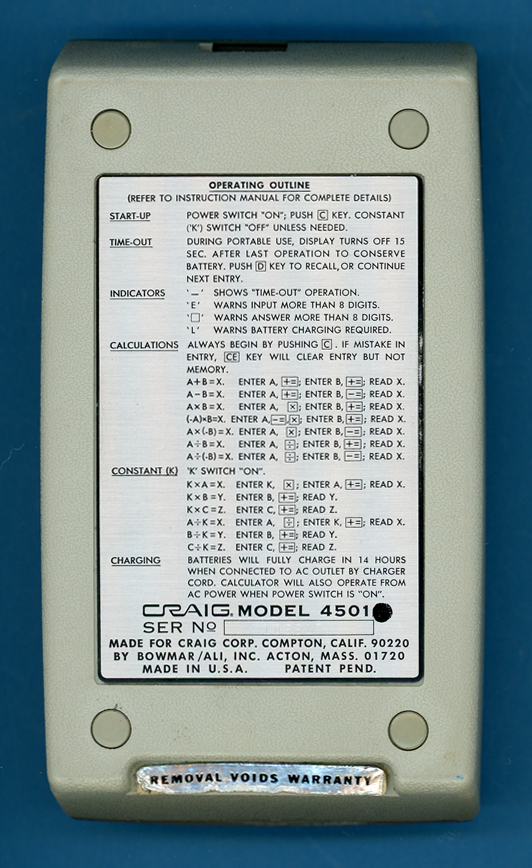 OPERATING OUTLINE
(REFER TO INSTRUCTION MANUAL FOR COMPLETE DETAILS)
START-UP POWER SWITCH "ON"; PUSH [C] KEY. CONSTANT
('K') SWITCH "OFF" UNLESS NEEDED.
TIME-OUT DURING PORTABLE USE, DISPLAY TURNS OFF 15
SEC. AFTER LAST OPERATION TO CONSERVE
BATTERY. PUSH [D] KEY TO RECALL, OR CONTINUE
NEXT ENTRY.
INDICATORS '–' SHOWS "TIME-OUT" OPERATION.
'E' WARNS INPUT MORE THAN 8 DIGITS.
'□' WARNS ANSWER MORE THAN 8 DIGITS.
'L' WARNS BATTERY CHARGING REQUIRED.
CALCULATIONS ALWAYS BEGIN BY PUSHING [C]. IF MISTAKE IN
ENTRY, [CE] KEY WILL CLEAR ENTRY BUT NOT
MEMORY.
A+B=X. ENTER A, [+=]; ENTER B, [+=]; READ X.
A−B=X. ENTER A, [+=]; ENTER B, [−=]; READ X.
A×B=X. ENTER A, [×]; ENTER B, [+=]; READ X.
(-A)×B=X. ENTER A, [−=], [×]; ENTER B, [+=]; READ X.
A×(-B)=X. ENTER A, [×]; ENTER B, [−=]; READ X.
A÷B=X. ENTER A, [÷]; ENTER B, [+=]; READ X.
A÷(-B)=X. ENTER A, [÷]; ENTER B, [−=]; READ X.
CONSTANT (K) 'K' SWITCH "ON".
K×A=X. ENTER K, [×]; ENTER A, [+=]; READ X.
K×B=Y. ENTER B, [+=]; READ Y.
K×C=Z. ENTER C, [+=]; READ Z.
A÷K=X. ENTER A, [÷]; ENTER K, [+=]; READ X.
B÷K=Y. ENTER B, [+=]; READ Y.
C÷K=Z. ENTER C, [+=]; READ Z.
CHARGING BATTERIES WILL FULLY CHARGE IN 14 HOURS
WHEN CONNECTED TO AC OUTLET BY CHARGER
CORD. CALCULATOR WILL ALSO OPERATE FROM
AC POWER WHEN POWER SWITCH IS "ON".
CRAIG. MODEL 4501
SER Nº
MADE FOR CRAIG CORP. COMPTON, CALIF. 90220
BY BOWMAR/ALI, INC. ACTON, MASS. 01720
MADE IN U.S.A. PATENT PEND.
REMOVAL VOIDS WARRANTY